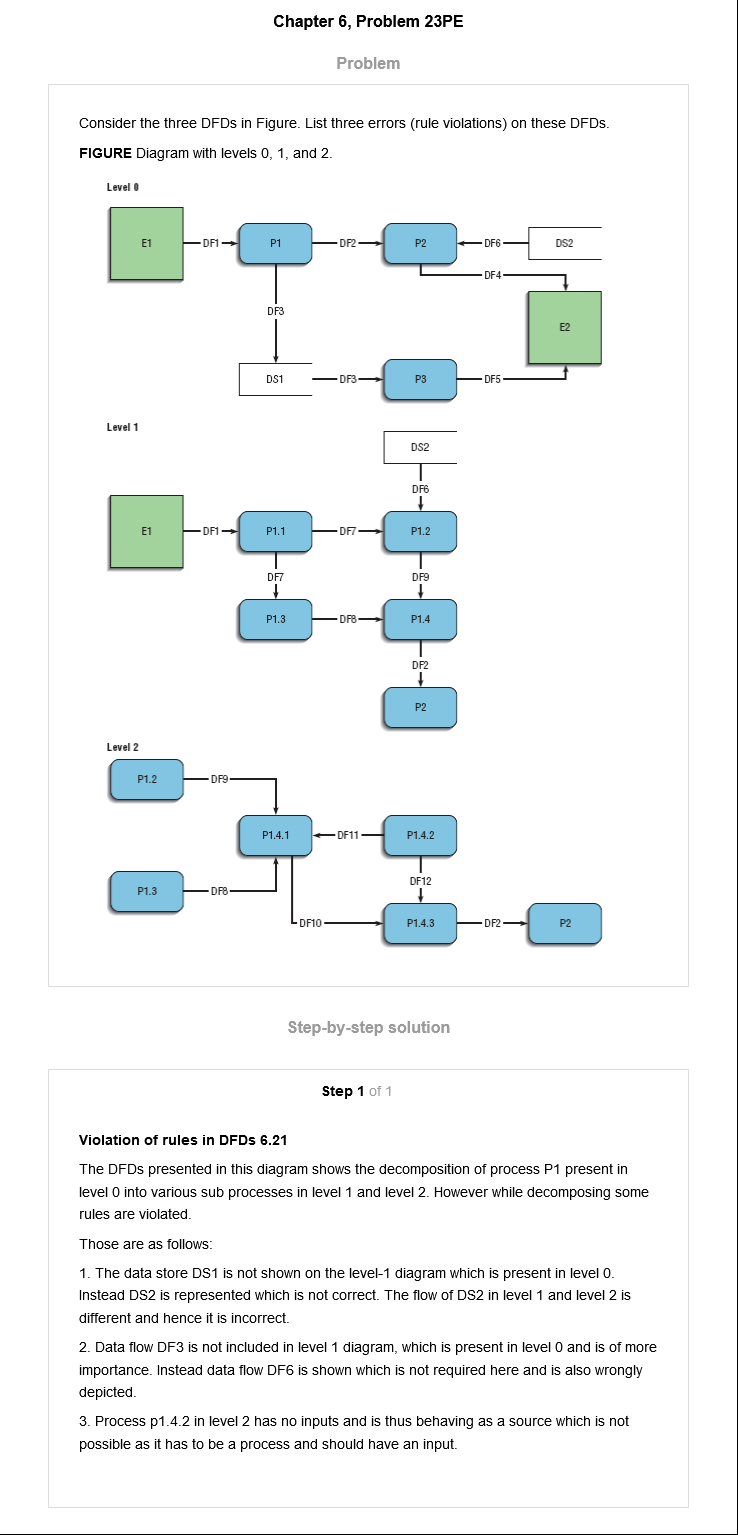 Chapter 6, Problem 23PE
Problem
Consider the three DFDs in Figure. List three errors (rule violations) on these DFDs.
FIGURE Diagram with levels 0, 1, and 2.
Level 0
E1
DF1
P1
DF2
P2
DF6
DS2
DF4
DF3
E2
DS1
DF3
P3
DF5
Level 1
DS2
DF6
E1
DF1
P1.1
DF7
P1.2
DF7
DF9
P1.3
DF8
P1.4
DF2
P2
Level 2
P1.2
DF9
P1.4.1
DF11
P1.4.2
DF12
P1.3
DF8
DF10
P1.4.3
DF2
P2
Step-by-step solution
Step 1 of 1
Violation of rules in DFDs 6.21
The DFDs presented in this diagram shows the decomposition of process P1 present in
level 0 into various sub processes in level 1 and level 2. However while decomposing some
rules are violated.
Those are as follows:
1. The data store DS1 is not shown on the level-1 diagram which is present in level 0.
Instead DS2 is represented which is not correct. The flow of DS2 in level 1 and level 2 is
different and hence it is incorrect.
2. Data flow DF3 is not included in level 1 diagram, which is present in level 0 and is of more
importance. Instead data flow DF6 is shown which is not required here and is also wrongly
depicted.
3. Process p1.4.2 in level 2 has no inputs and is thus behaving as a source which is not
possible as it has to be a process and should have an input.